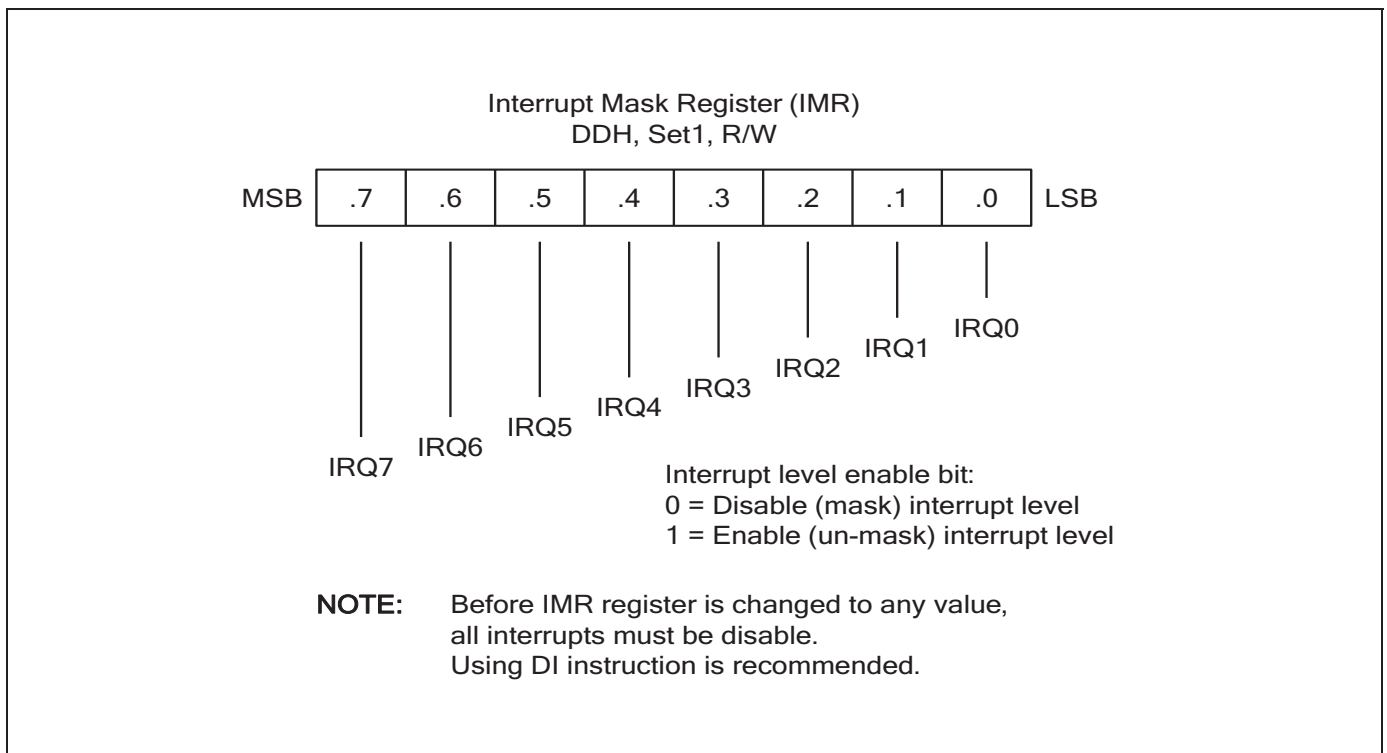 Interrupt Mask Register (IMR)
DDH, Set1, R/W
MSB .7 .6 .5 .4 .3 .2 .1 .0 LSB
IRQ7 IRQ6 IRQ5 IRQ4 IRQ3 IRQ2 IRQ1 IRQ0
Interrupt level enable bit:
0 = Disable (mask) interrupt level
1 = Enable (un-mask) interrupt level
NOTE: Before IMR register is changed to any value,
all interrupts must be disable.
Using DI instruction is recommended.